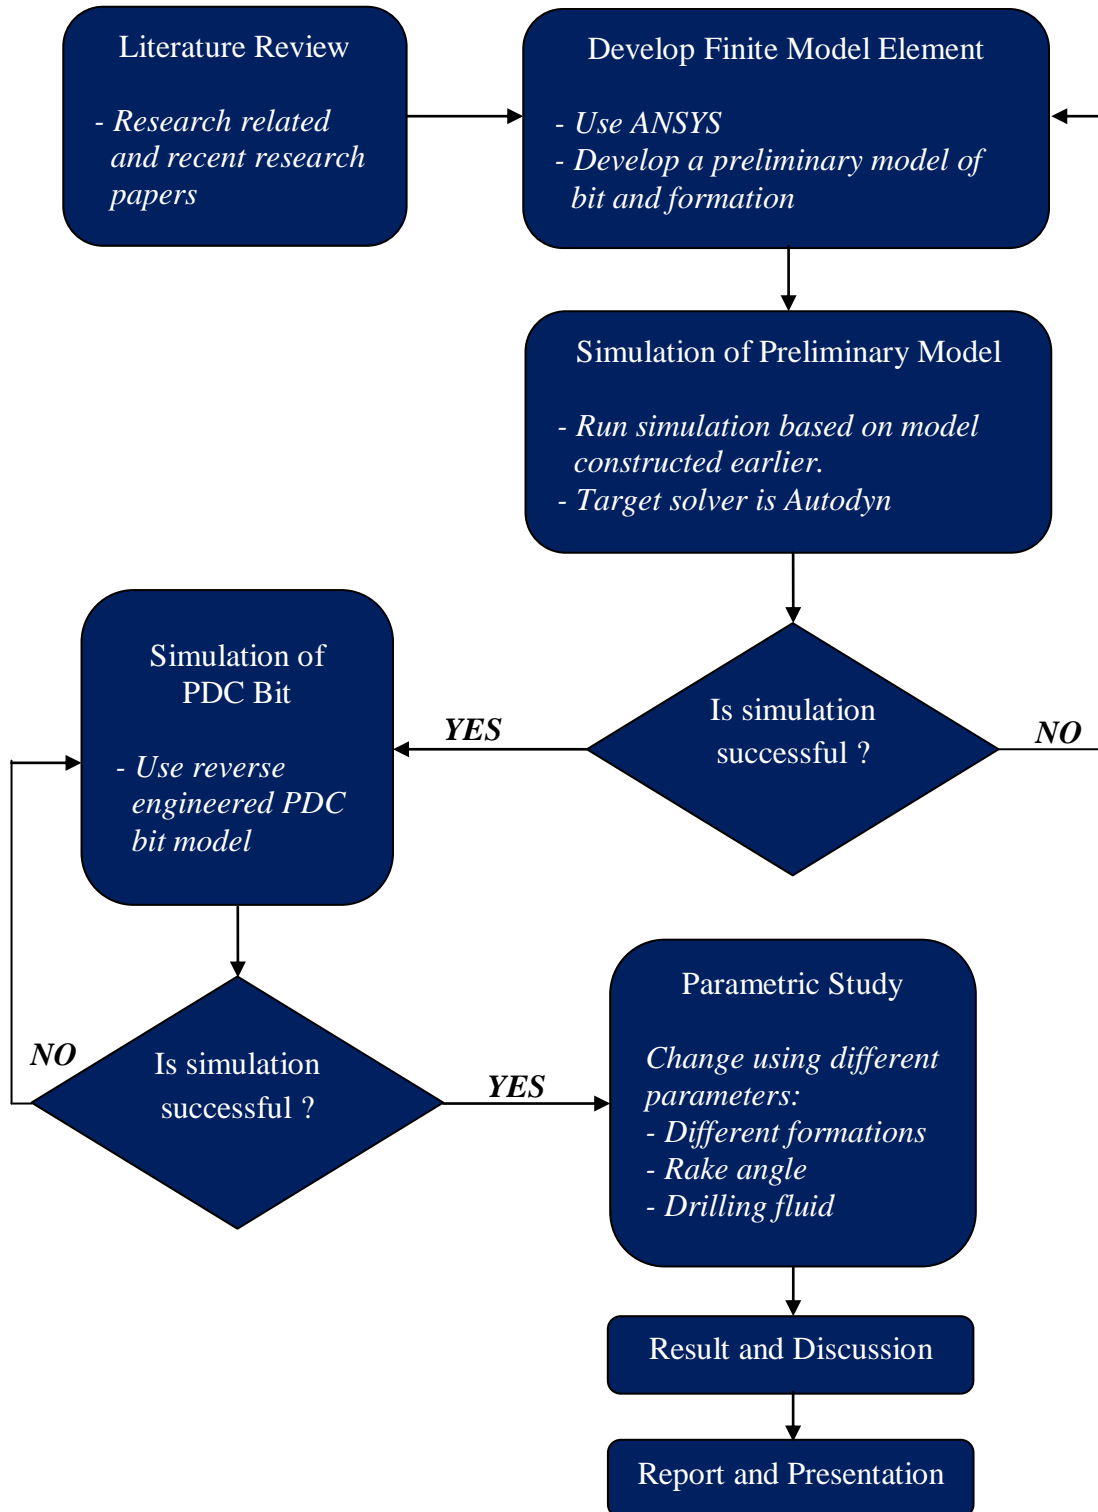 Literature Review
- Research related
and recent research
papers
Develop Finite Model Element
- Use ANSYS
- Develop a preliminary model of
bit and formation
Simulation of Preliminary Model
- Run simulation based on model
constructed earlier.
- Target solver is Autodyn
Is simulation
successful ?
YES
NO
Simulation of
PDC Bit
- Use reverse
engineered PDC
bit model
Is simulation
successful ?
NO
YES
Parametric Study
Change using different
parameters:
- Different formations
- Rake angle
- Drilling fluid
Result and Discussion
Report and Presentation